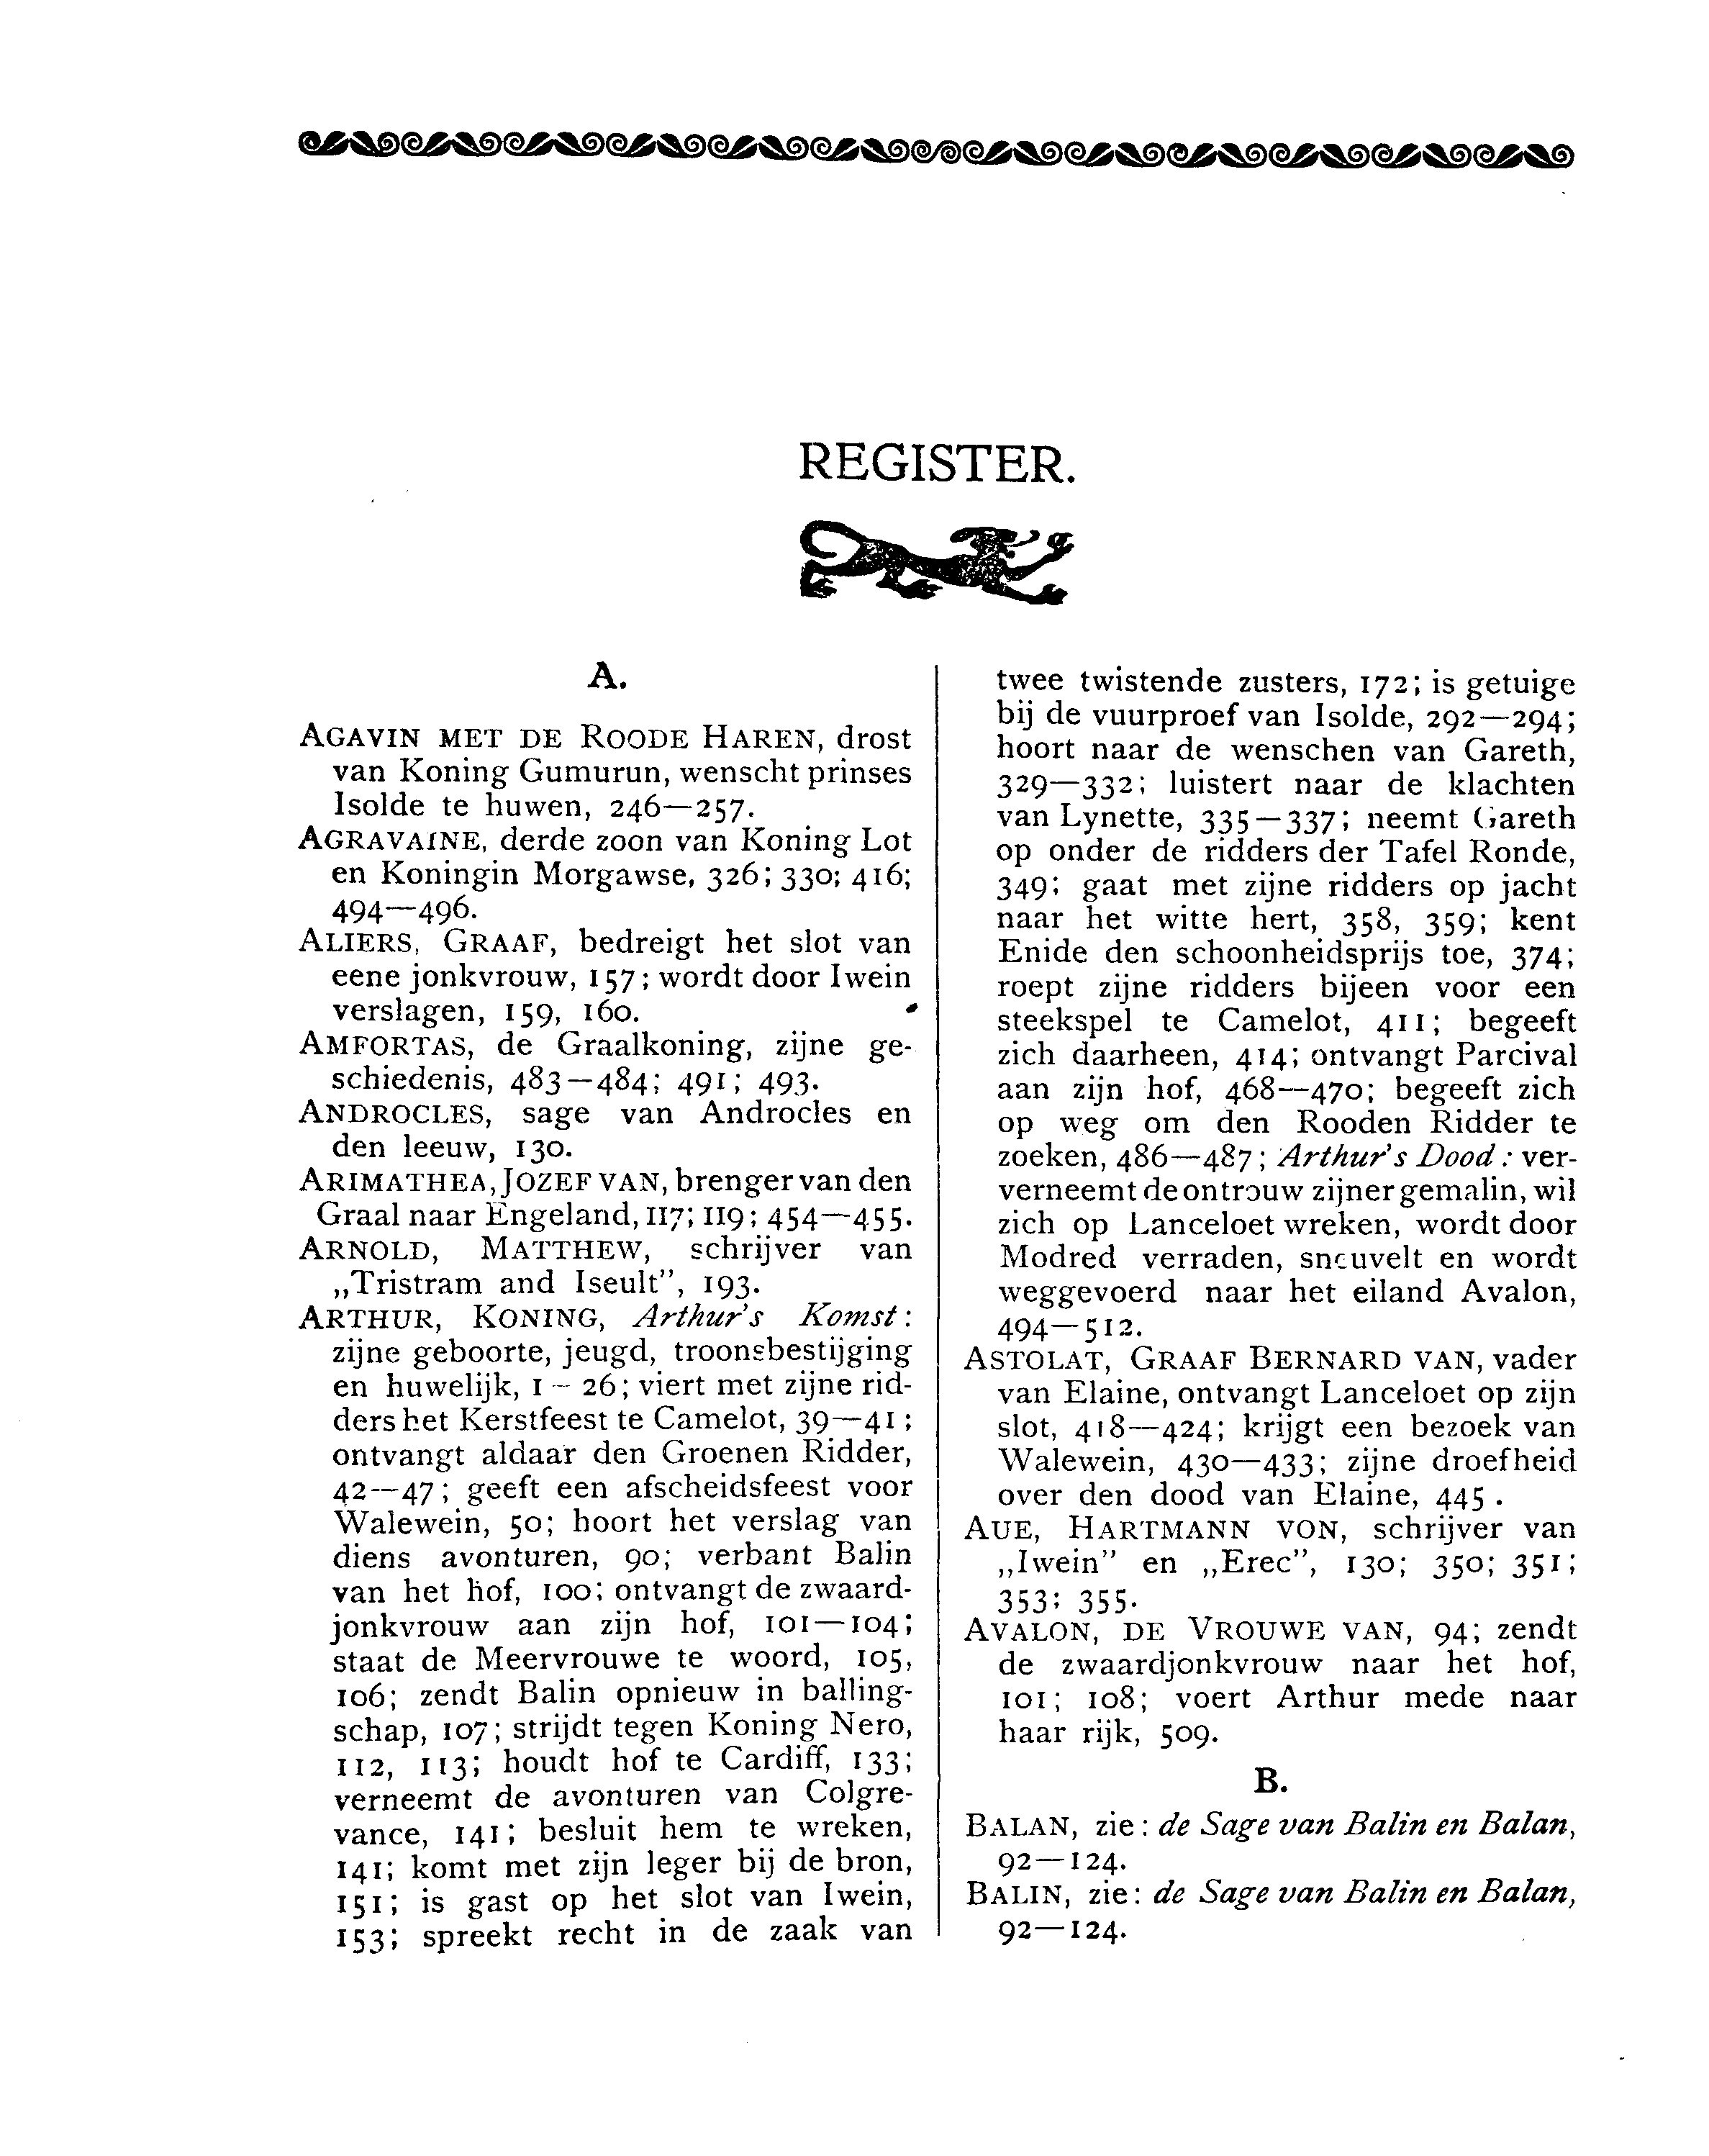 REGISTER.
A.
AGAVIN MET DE ROODE HAREN, drost
van Koning Gumurun, wenscht prinses
Isolde te huwen, 246—257.
AGRAVAINE, derde zoon van Koning Lot
en Koningin Morgawse, 326; 330; 416;
494—496.
ALIERS, GRAAF, bedreigt het slot van
eene jonkvrouw, 157; wordt door Iwein
verslagen, 159, 160.
AMFORTAS, de Graalkoning, zijne ge-
schiedenis, 483—484; 491; 493.
ANDROCLES, sage van Androcles en
den leeuw, 130.
ARIMATHEA, JOZEF VAN, brenger van den
Graal naar Engeland, 117; 119; 454—455.
ARNOLD, MATTHEW, schrijver van
„Tristram and Iseult”, 193.
ARTHUR, KONING, Arthur's Komst:
zijne geboorte, jeugd, troonsbestijging
en huwelijk, 1—26; viert met zijne rid-
ders het Kerstfeest te Camelot, 39—41;
ontvangt aldaar den Groenen Ridder,
42—47; geeft een afscheidsfeest voor
Walewein, 50; hoort het verslag van
diens avonturen, 90; verbant Balin
van het hof, 100; ontvangt de zwaard-
jonkvrouw aan zijn hof, 101—104;
staat de Meervrouwe te woord, 105,
106; zendt Balin opnieuw in balling-
schap, 107; strijdt tegen Koning Nero,
112, 113; houdt hof te Cardiff, 133;
verneemt de avonturen van Colgre-
vance, 141; besluit hem te wreken,
141; komt met zijn leger bij de bron,
151; is gast op het slot van Iwein,
153; spreekt recht in de zaak van
twee twistende zusters, 172; is getuige
bij de vuurproef van Isolde, 292—294;
hoort naar de wenschen van Gareth,
329—332; luistert naar de klachten
van Lynette, 335—337; neemt Gareth
op onder de ridders der Tafel Ronde,
349; gaat met zijne ridders op jacht
naar het witte hert, 358, 359; kent
Enide den schoonheidsprijs toe, 374;
roept zijne ridders bijeen voor een
steekspel te Camelot, 411; begeeft
zich daarheen, 414; ontvangt Parcival
aan zijn hof, 468—470; begeeft zich
op weg om den Rooden Ridder te
zoeken, 486—487; Arthur's Dood: ver-
verneemt de ontrouw zijner gemalin, wil
zich op Lanceloet wreken, wordt door
Modred verraden, sneuvelt en wordt
weggevoerd naar het eiland Avalon,
494—512.
ASTOLAT, GRAAF BERNARD VAN, vader
van Elaine, ontvangt Lanceloet op zijn
slot, 418—424; krijgt een bezoek van
Walewein, 430—433; zijne droefheid
over den dood van Elaine, 445.
AUE, HARTMANN VON, schrijver van
„Iwein” en „Erec”, 130; 350; 351;
353; 355.
AVALON, DE VROUWE VAN, 94; zendt
de zwaardjonkvrouw naar het hof,
101; 108; voert Arthur mede naar
haar rijk, 509.
B.
BALAN, zie: de Sage van Balin en Balan,
92—124.
BALIN, zie: de Sage van Balin en Balan,
92—124.